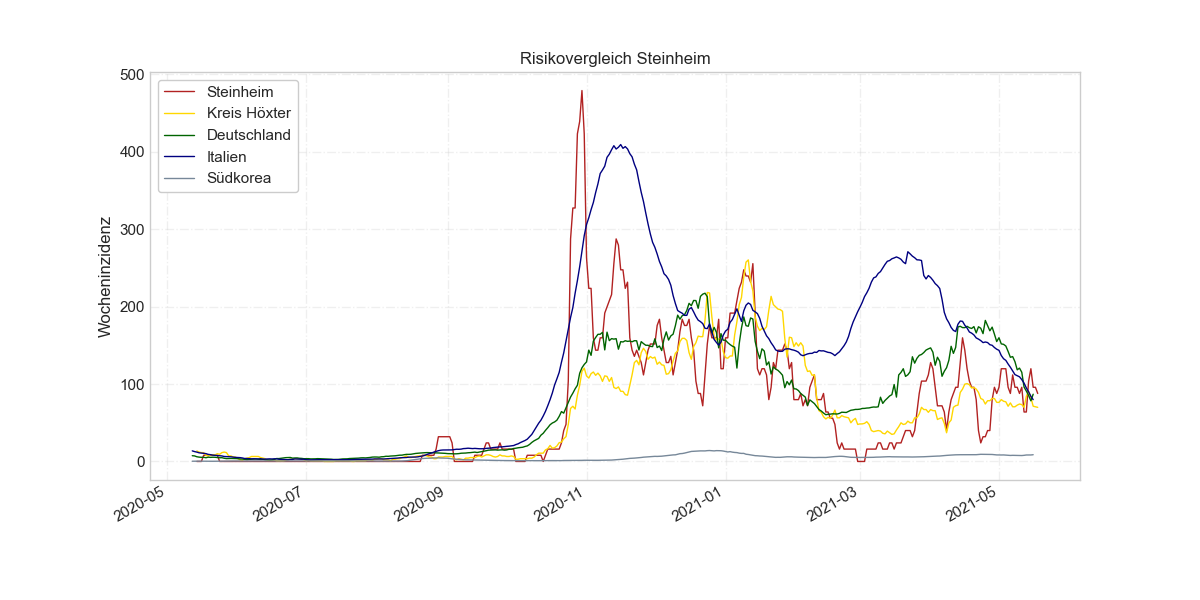 Risikovergleich Steinheim
Wocheninzidenz
500
400
300
200
100
0
Steinheim
Kreis Höxter
Deutschland
Italien
Südkorea
2020-05
2020-07
2020-09
2020-11
2021-01
2021-03
2021-05